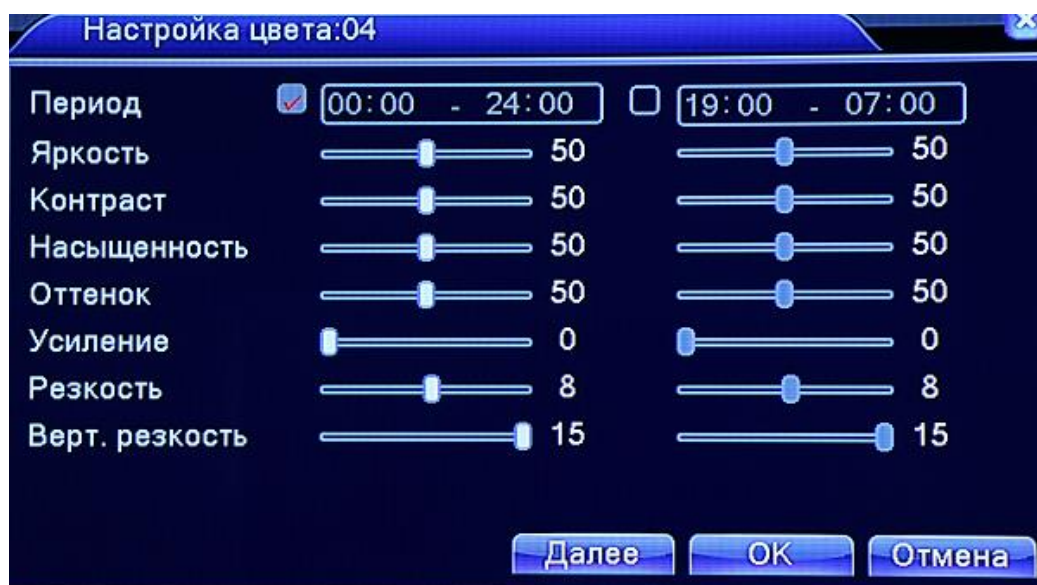 Настройка цвета:04
Период 00:00 - 24:00 19:00 - 07:00
Яркость 50 50
Контраст 50 50
Насыщенность 50 50
Оттенок 50 50
Усиление 0 0
Резкость 8 8
Верт. резкость 15 15
Далее OK Отмена